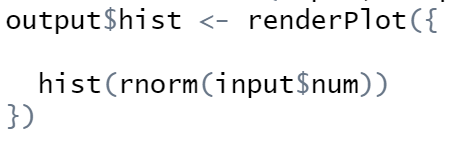 output$hist <- renderPlot({
hist(rnorm(input$num))
})